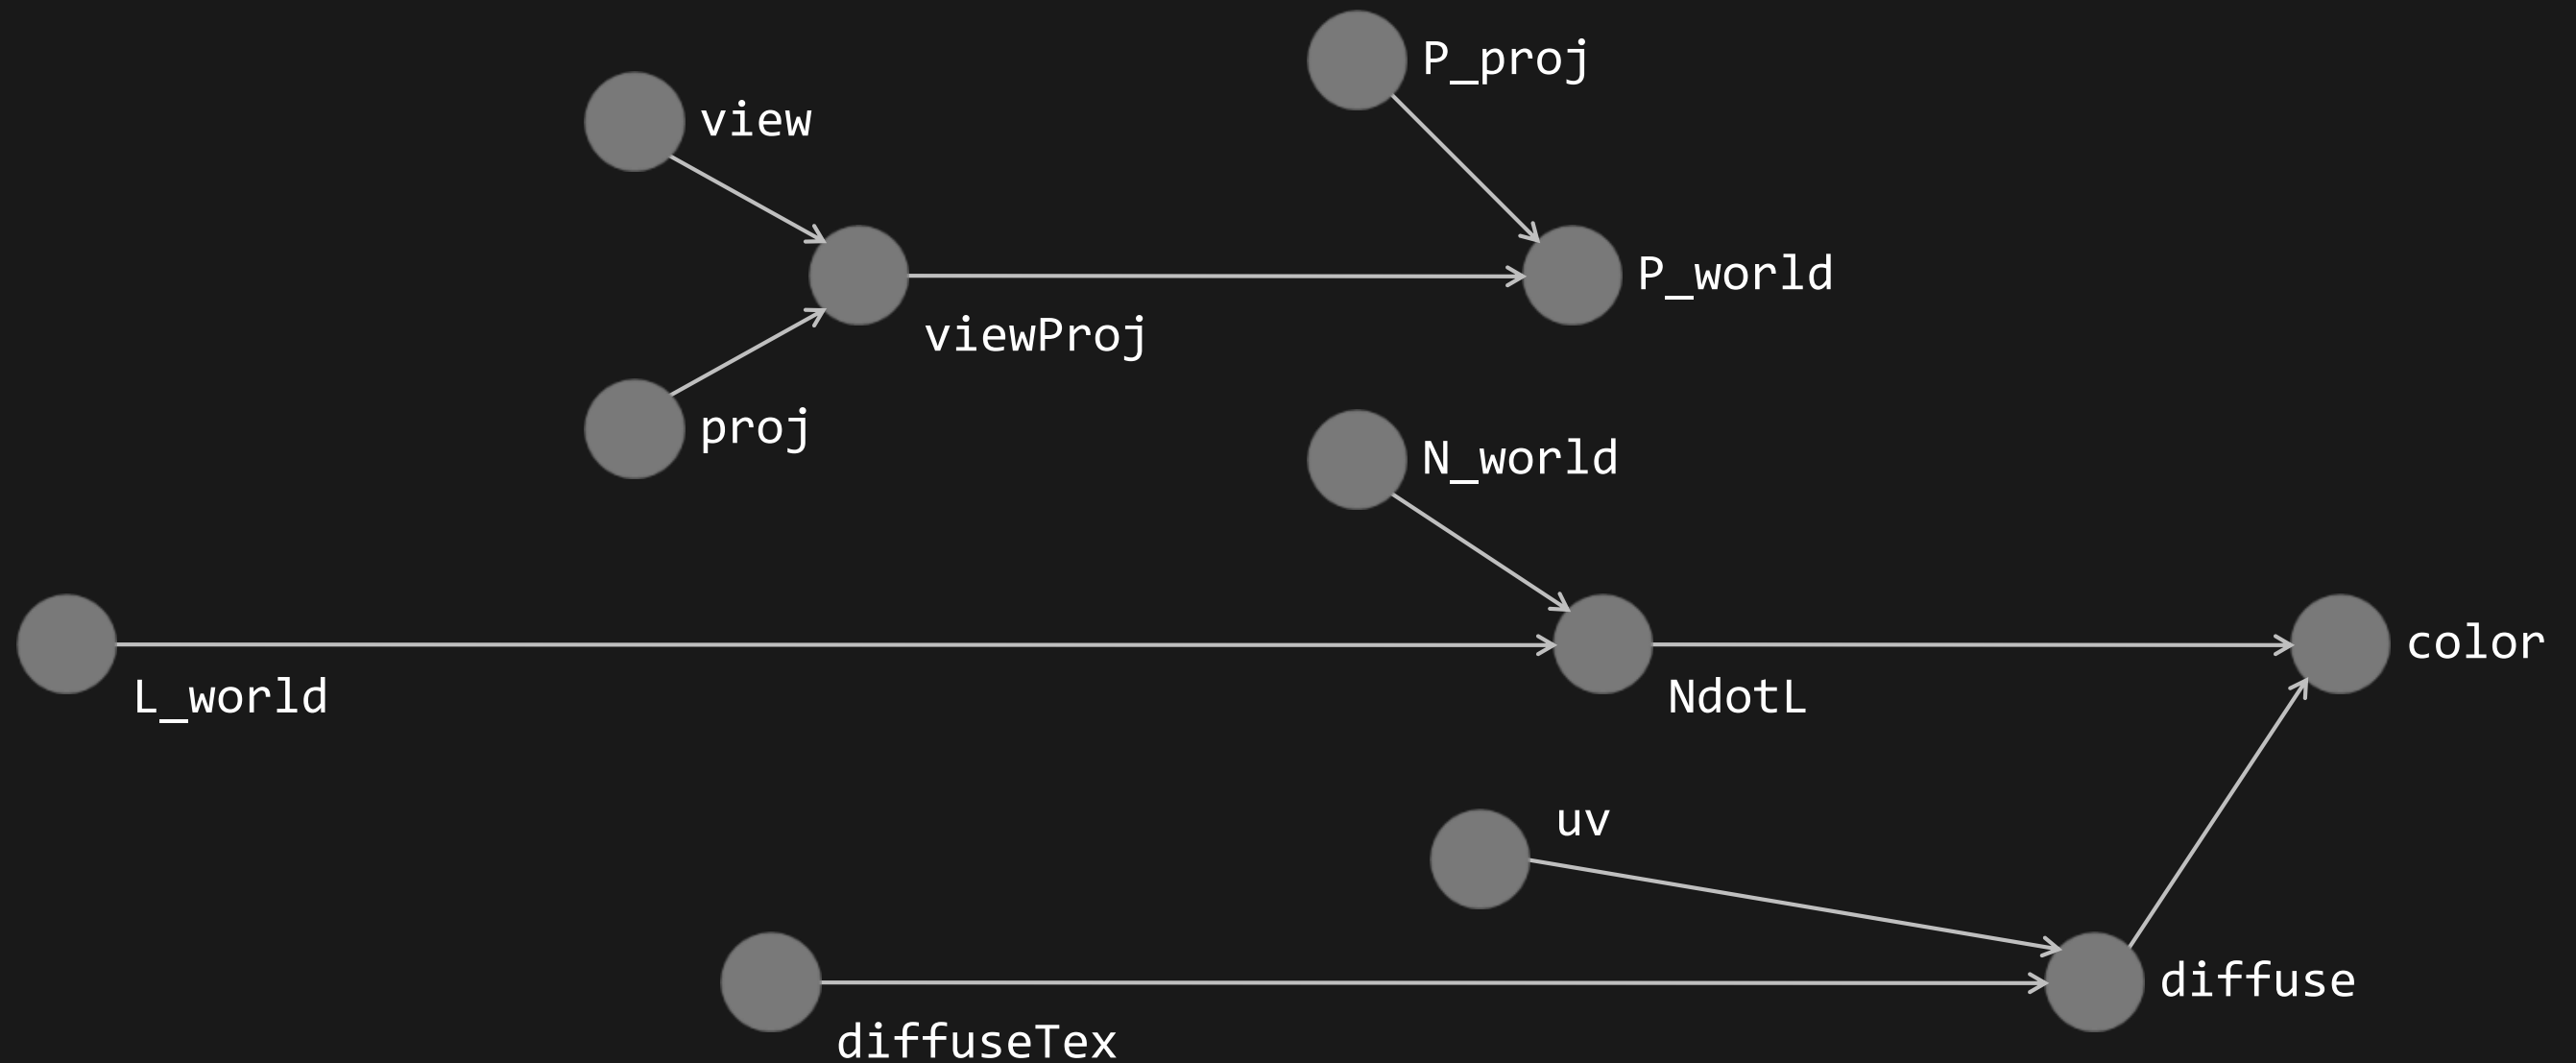 P_proj
view
P_world
viewProj
proj
N_world
color
L_world
NdotL
uv
diffuse
diffuseTex